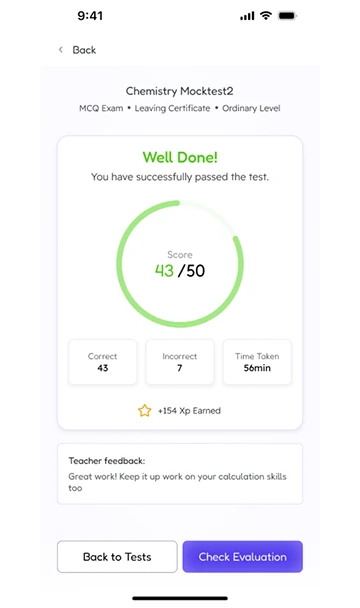 9:41
Back
Chemistry Mocktest2
MCQ Exam • Leaving Certificate • Ordinary Level
Well Done!
You have successfully passed the test.
Score
43 /50
Correct
43
Incorrect
7
Time Taken
56min
+154 Xp Earned
Teacher feedback:
Great work! Keep it up work on your calculation skills
too
Back to Tests
Check Evaluation